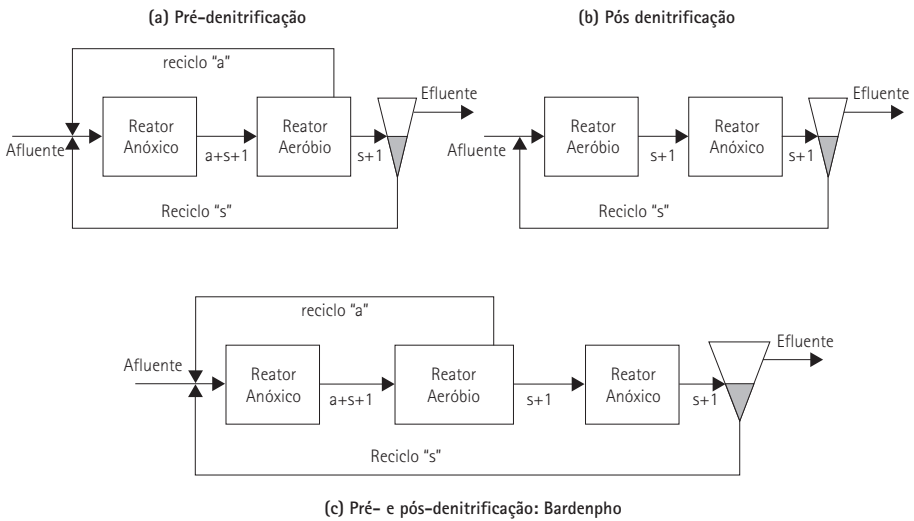 (a) Pré-denitrificação
reciclo "a"
Afluente
Reator
Anóxico
a+s+1
Reator
Aeróbio
s+1
Efluente
Reciclo "s"
(b) Pós denitrificação
Afluente
Reator
Aeróbio
s+1
Reator
Anóxico
s+1
Efluente
Reciclo "s"
reciclo "a"
Afluente
Reator
Anóxico
a+s+1
Reator
Aeróbio
s+1
Reator
Anóxico
s+1
Efluente
Reciclo "s"
(c) Pré- e pós-denitrificação: Bardenpho